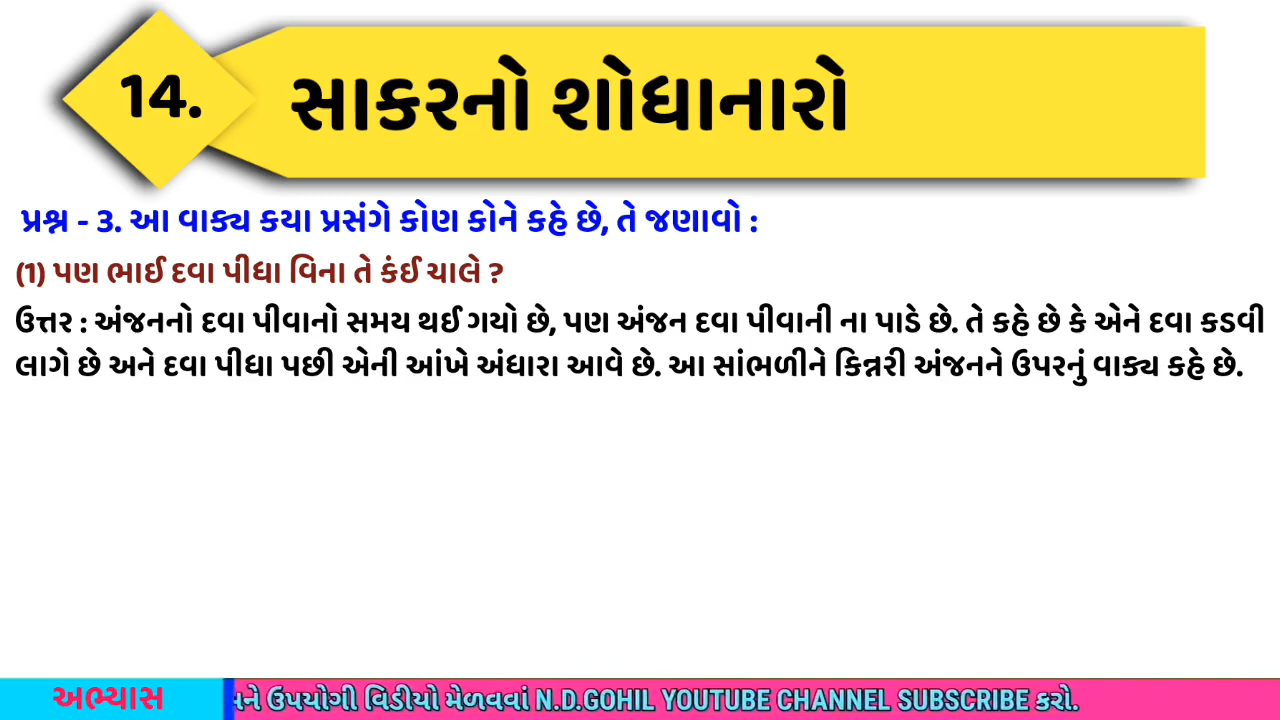 14.
સાકરનો શોધાનારો
પ્રશ્ન - 3. આ વાક્ય કયા પ્રસંગે કોણ કોને કહે છે, તે જણાવો :
(1) પણ ભાઈ દવા પીધા વિના તે કંઈ ચાલે ?
ઉત્તર : અંજનનો દવા પીવાનો સમય થઈ ગયો છે, પણ અંજન દવા પીવાની ના પાડે છે. તે કહે છે કે એને દવા કડવી
લાગે છે અને દવા પીધા પછી એની આંખે અંધારા આવે છે. આ સાંભળીને કિન્નરી અંજનને ઉપરનું વાક્ય કહે છે.
અભ્યાસ
ને ઉપયોગી વિડીયો મેળવવાં N.D.GOHIL YOUTUBE CHANNEL SUBSCRIBE કરો.